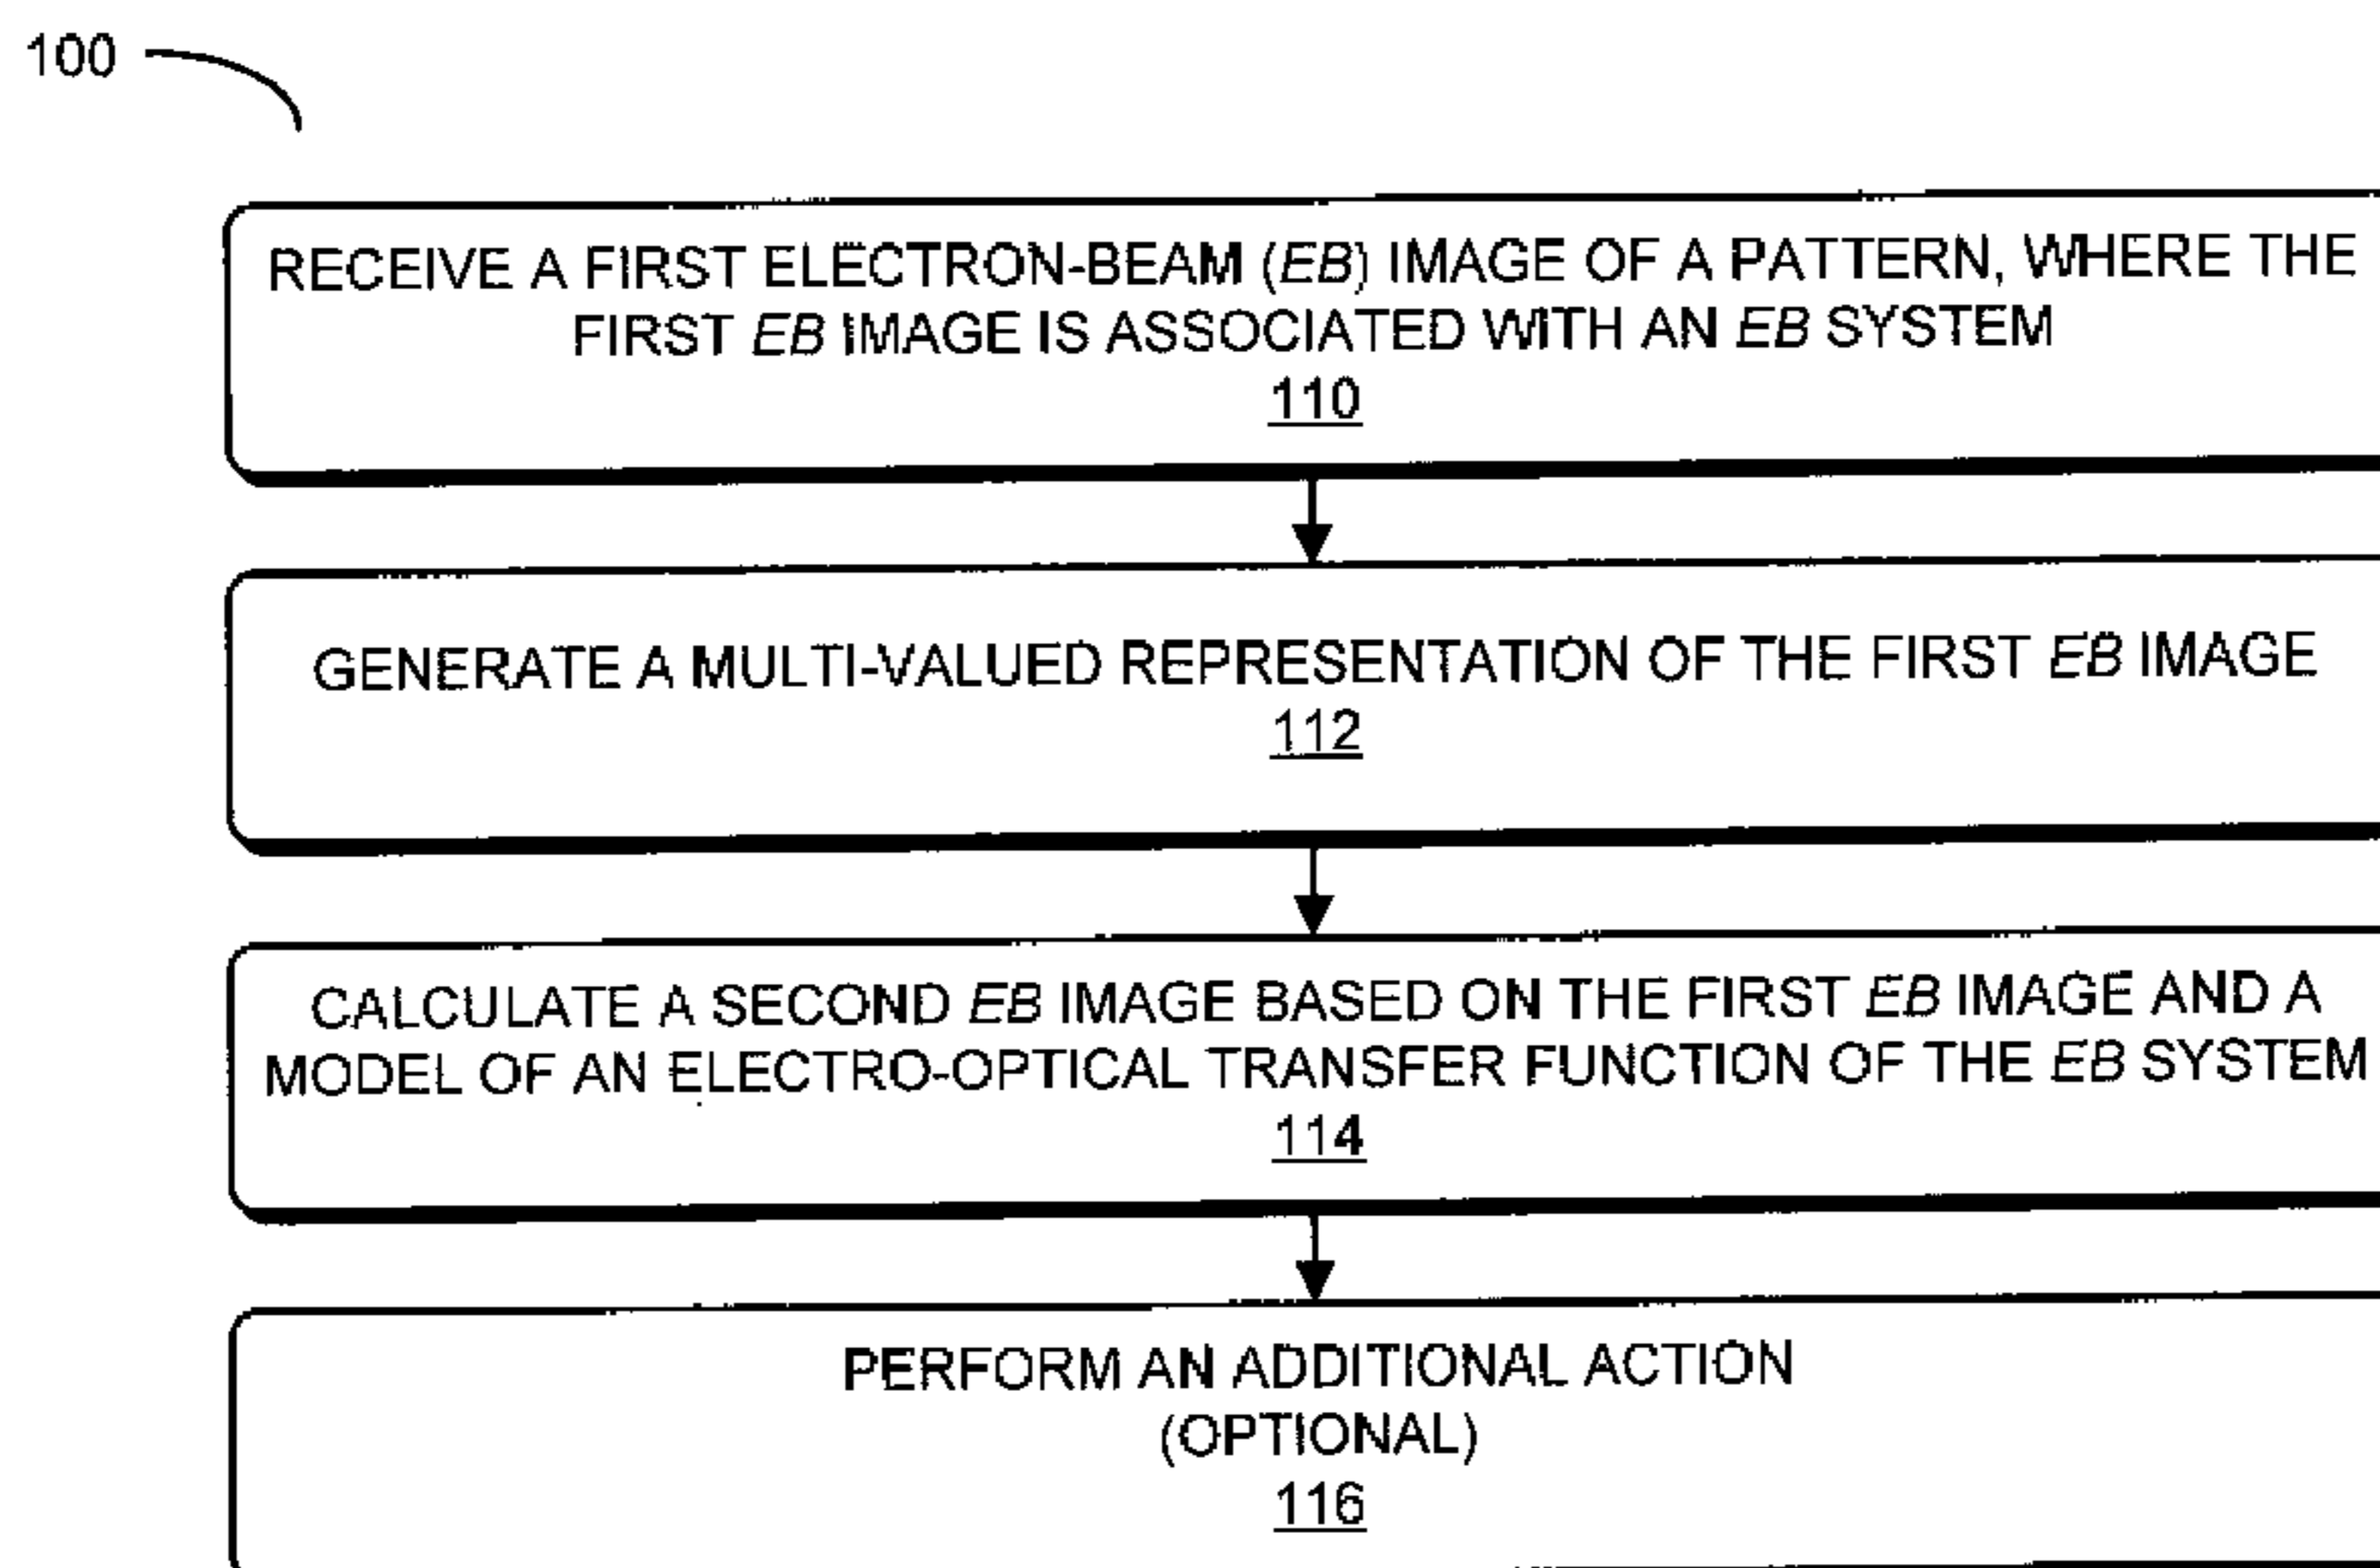 100
RECEIVE A FIRST ELECTRON-BEAM (EB) IMAGE OF A PATTERN, WHERE THE
FIRST EB IMAGE IS ASSOCIATED WITH AN EB SYSTEM
110
GENERATE A MULTI-VALUED REPRESENTATION OF THE FIRST EB IMAGE
112
CALCULATE A SECOND EB IMAGE BASED ON THE FIRST EB IMAGE AND A
MODEL OF AN ELECTRO-OPTICAL TRANSFER FUNCTION OF THE EB SYSTEM
114
PERFORM AN ADDITIONAL ACTION
(OPTIONAL)
116